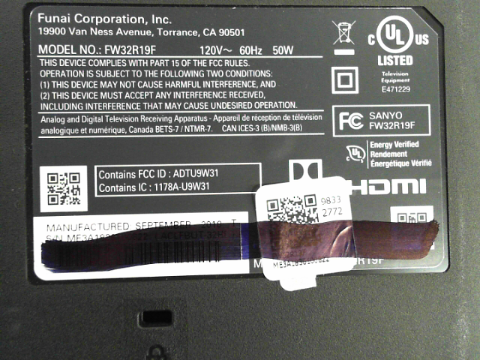 Funai Corporation, Inc.
19900 Van Ness Avenue, Torrance, CA 90501
MODEL NO.: FW32R19F 120V~ 60Hz 50W
THIS DEVICE COMPLIES WITH PART 15 OF THE FCC RULES.
OPERATION IS SUBJECT TO THE FOLLOWING TWO CONDITIONS:
(1) THIS DEVICE MAY NOT CAUSE HARMFUL INTERFERENCE, AND
(2) THIS DEVICE MUST ACCEPT ANY INTERFERENCE RECEIVED,
INCLUDING INTERFERENCE THAT MAY CAUSE UNDESIRED OPERATION.
Analog and Digital Television Receiving Apparatus - Appareil de réception de télévision
analogique et numérique, Canada BETS-7 / NTMR-7. CAN ICES-3 (B)/NMB-3(B)
C UL US
LISTED
Television
Equipment
E471229
FC SANYO
FW32R19F
UL
Energy Verified
Rendement
Énergétique Vérifié
Contains FCC ID : ADTU9W31
Contains IC : 1178A-U9W31
HDMI
9833
2772
MANUFACTURED SEPTEMBER
S/N